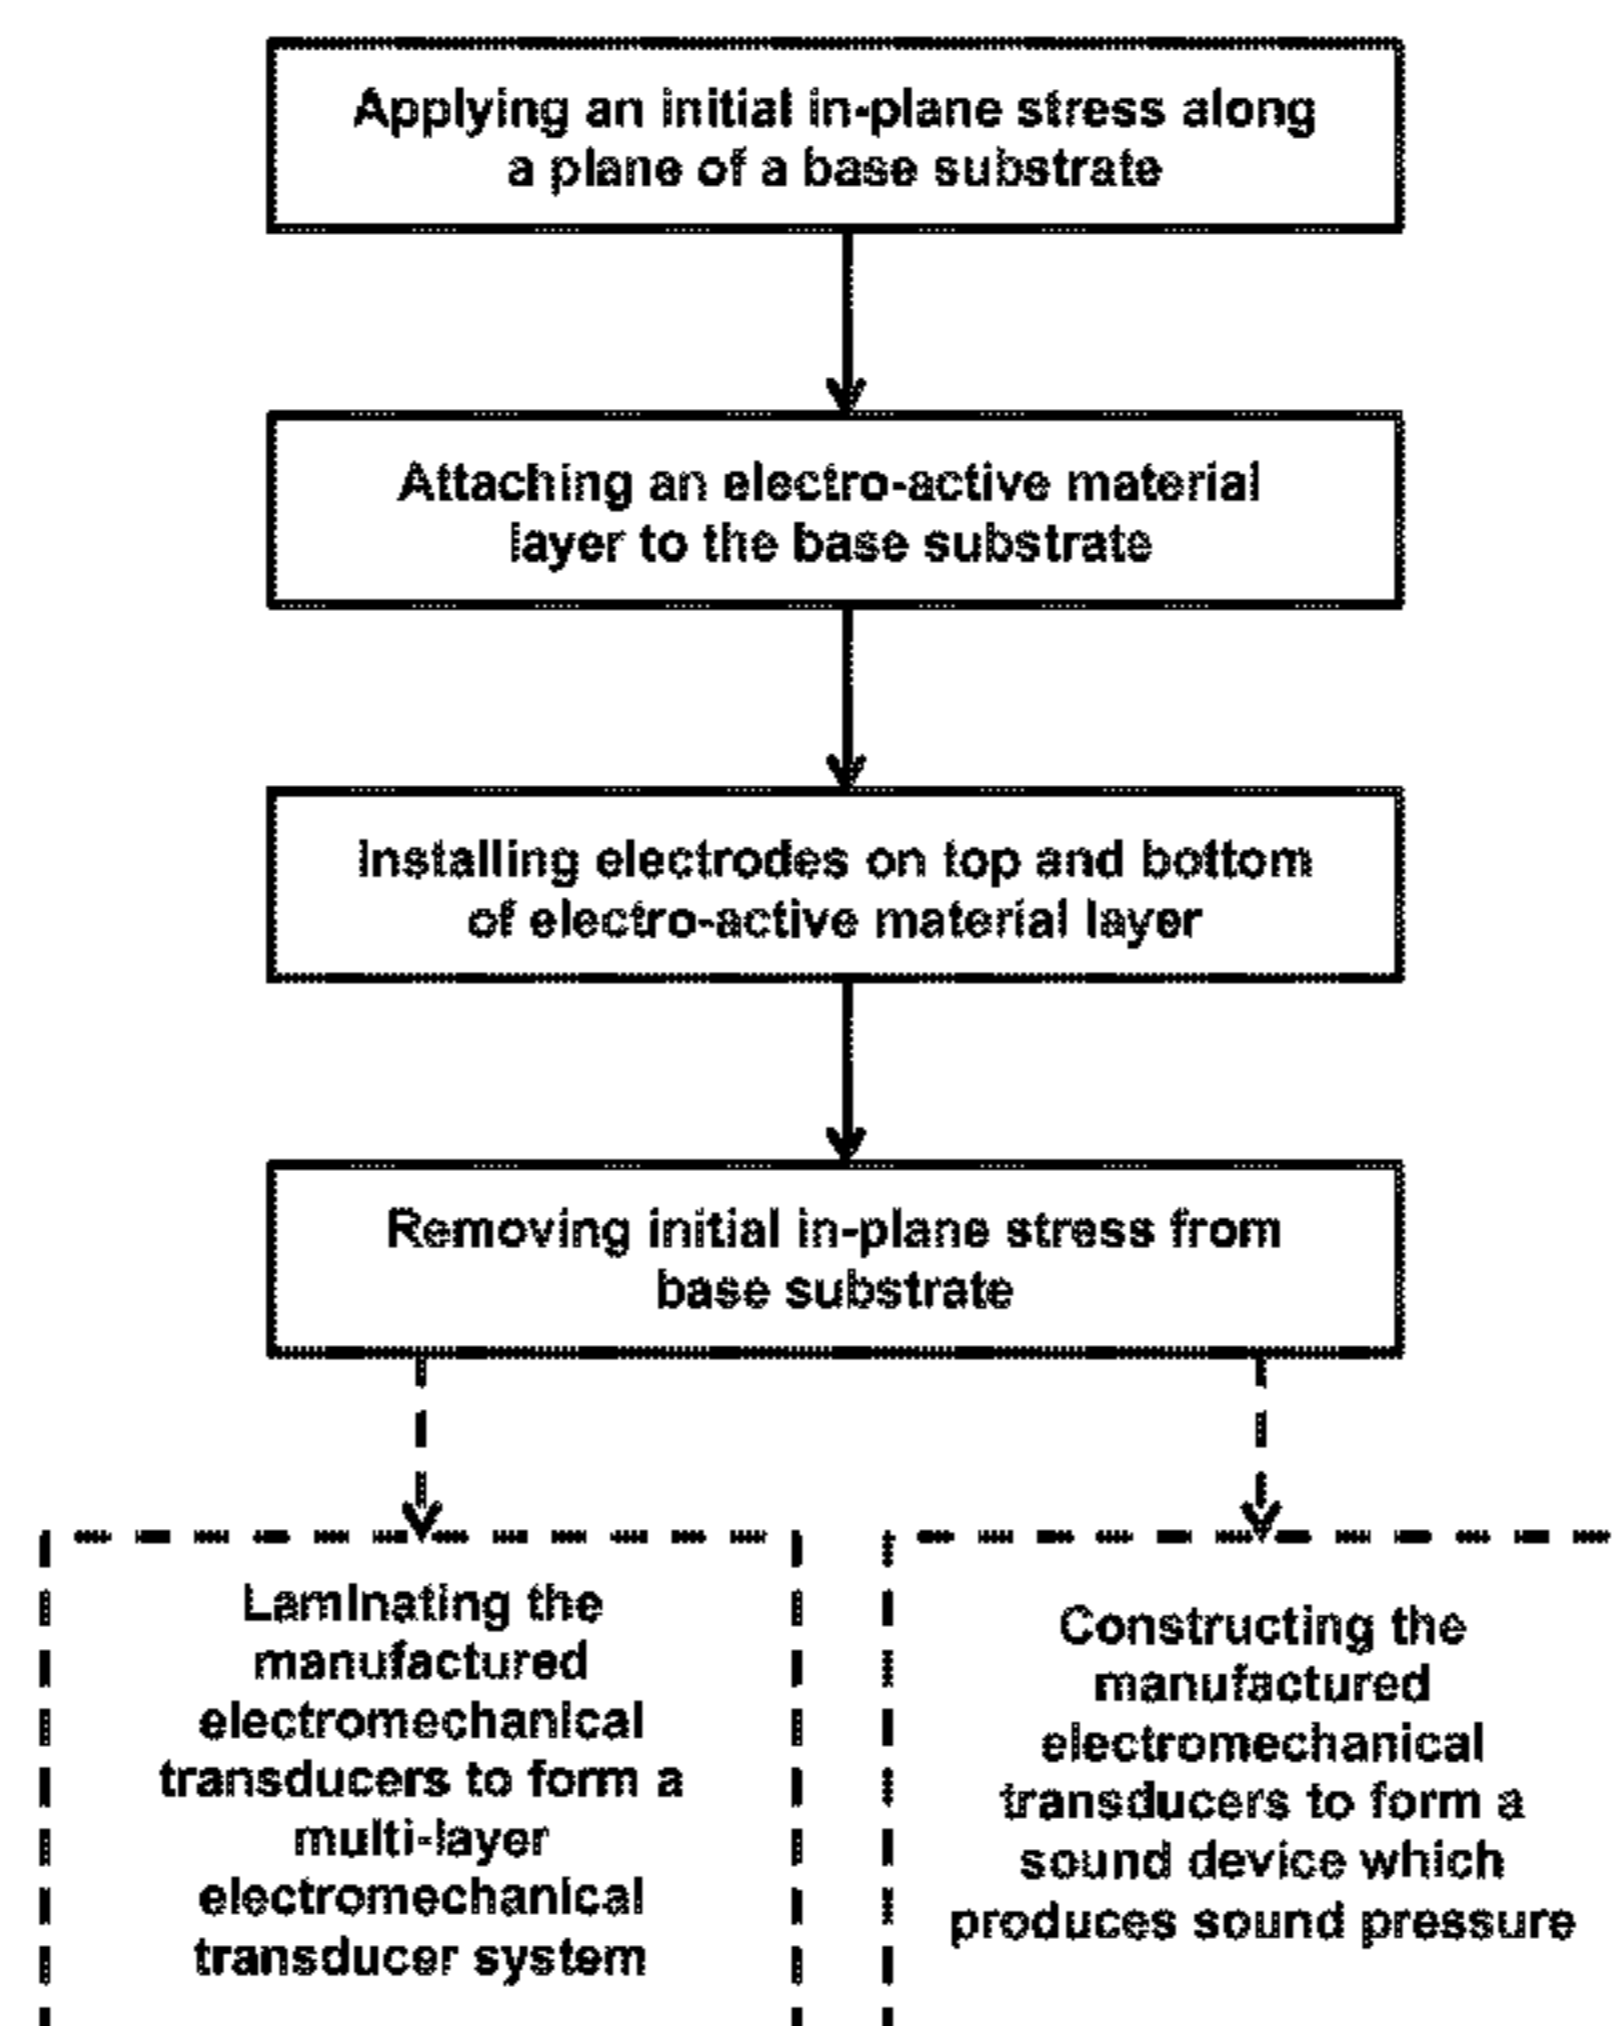 Applying an initial in-plane stress along
a plane of a base substrate
Attaching an electro-active material
layer to the base substrate
Installing electrodes on top and bottom
of electro-active material layer
Removing initial in-plane stress from
base substrate
Laminating the
manufactured
electromechanical
transducers to form a
multi-layer
electromechanical
transducer system
Constructing the
manufactured
electromechanical
transducers to form a
sound device which
produces sound pressure